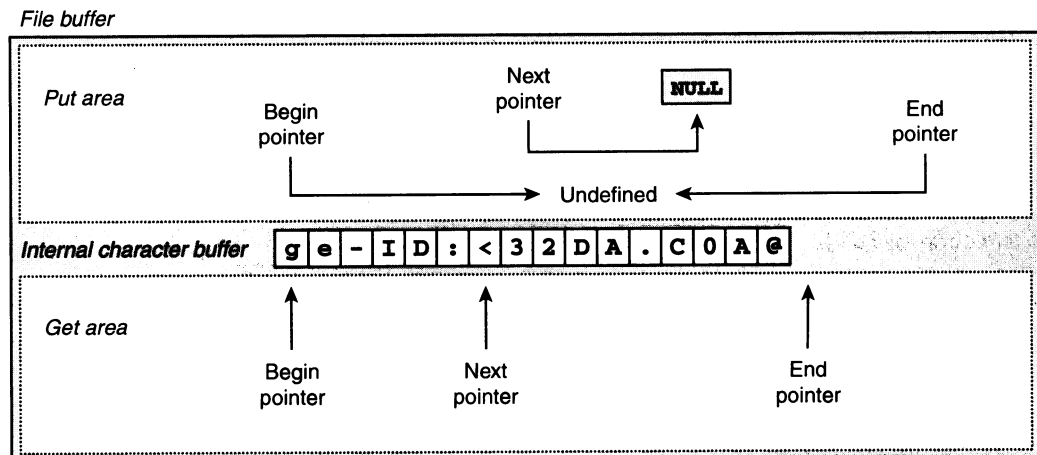 File buffer
Put area
Begin
pointer
Next
pointer
NULL
End
pointer
Undefined
Internal character buffer
g e - I D : < 3 2 D A . C 0 A @
Get area
Begin
pointer
Next
pointer
End
pointer